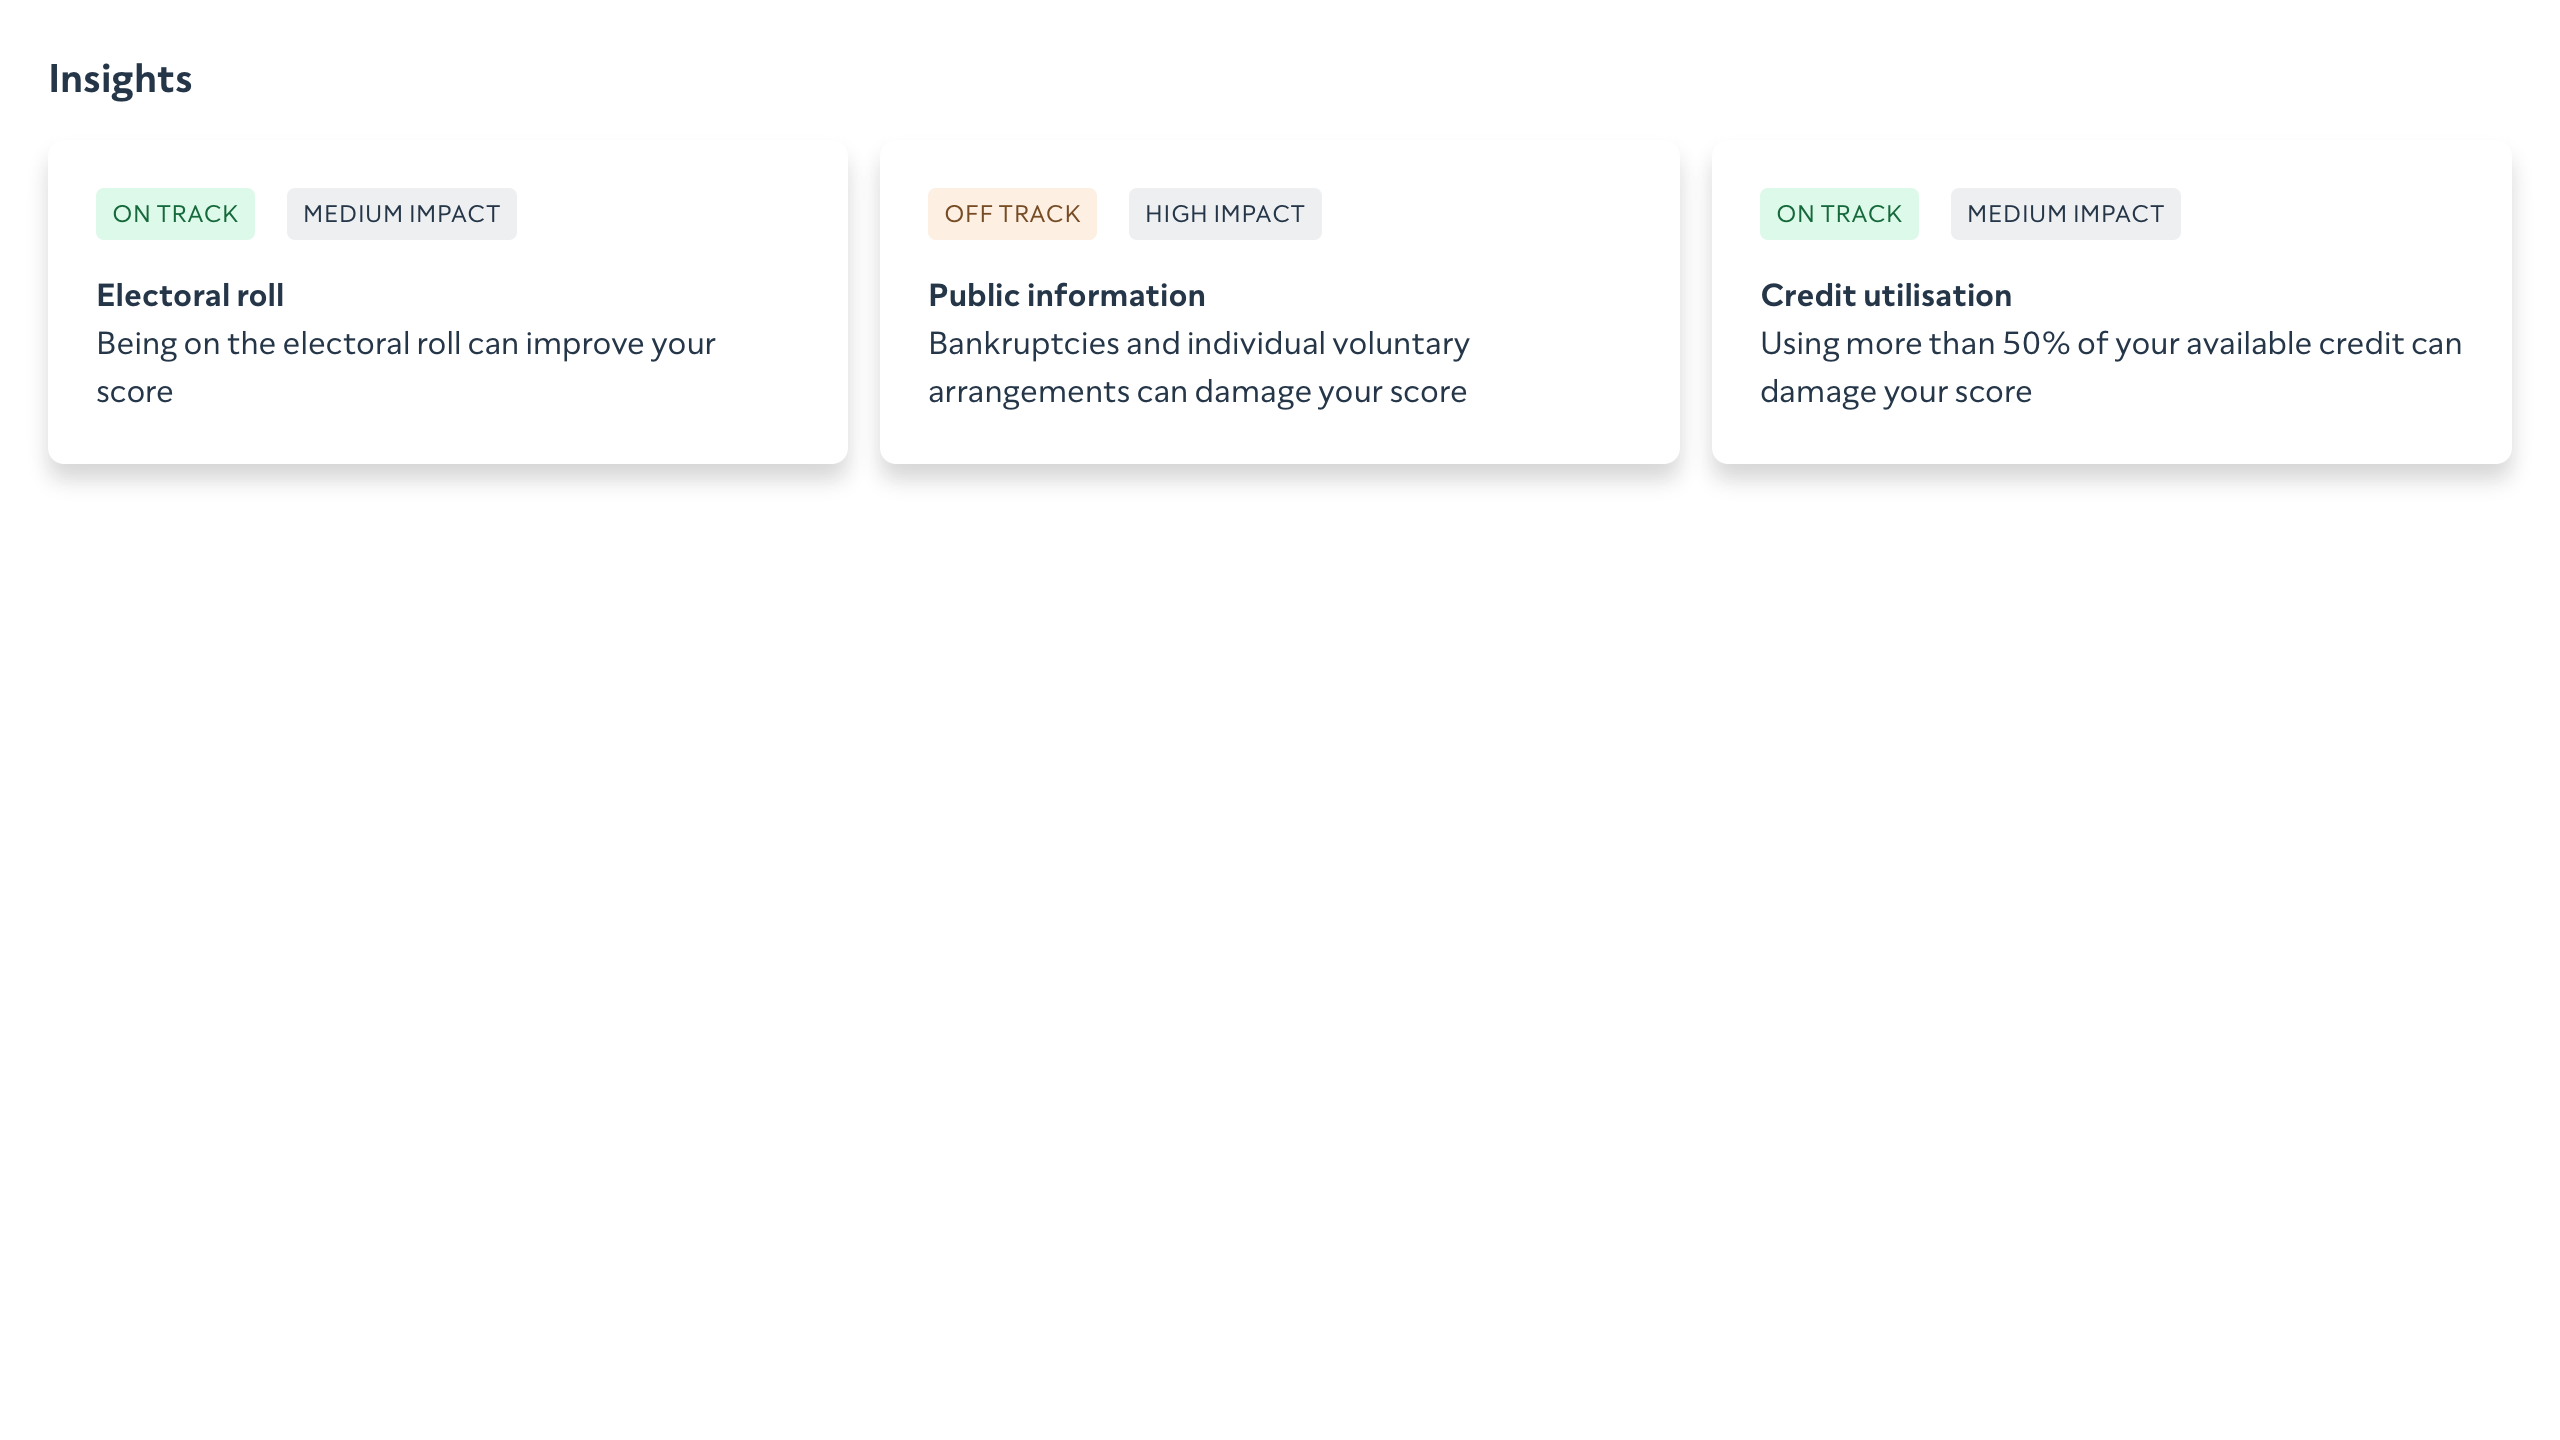 Insights
ON TRACK MEDIUM IMPACT
Electoral roll
Being on the electoral roll can improve your
score
OFF TRACK HIGH IMPACT
Public information
Bankruptcies and individual voluntary
arrangements can damage your score
ON TRACK MEDIUM IMPACT
Credit utilisation
Using more than 50% of your available credit can
damage your score